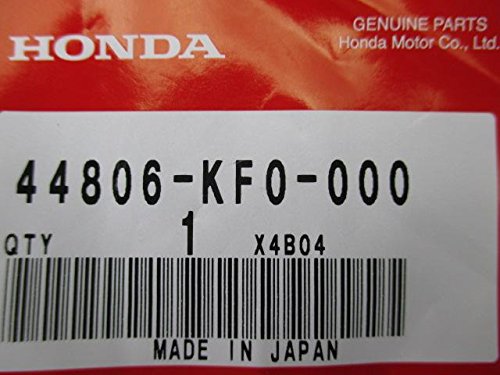 HONDA
GENUINE PARTS
Honda Motor Co., Ltd.
44806-KF0-000
QTY 1 X4B04
MADE IN JAPAN